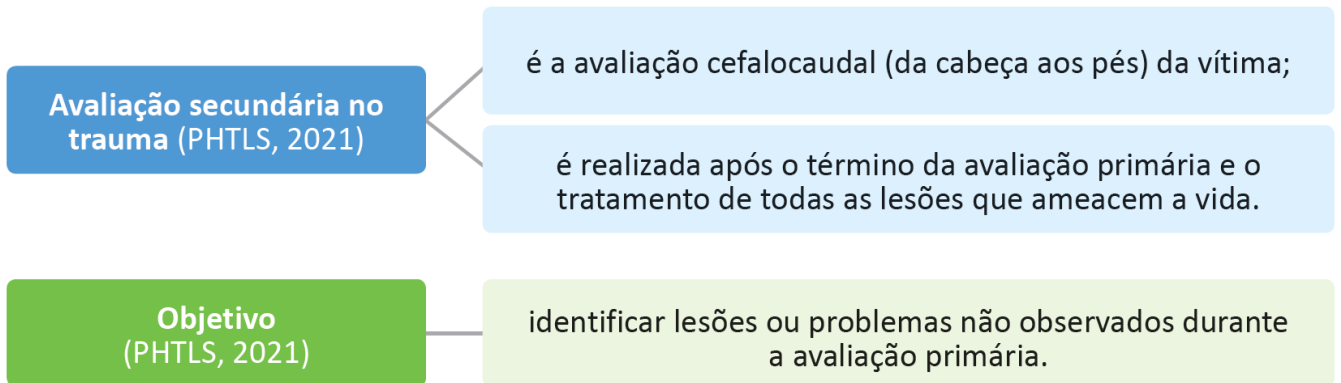 Avaliação secundária no
trauma (PHTLS, 2021)
é a avaliação cefalocaudal (da cabeça aos pés) da vítima;
é realizada após o término da avaliação primária e o
tratamento de todas as lesões que ameacem a vida.
Objetivo
(PHTLS, 2021)
identificar lesões ou problemas não observados durante
a avaliação primária.